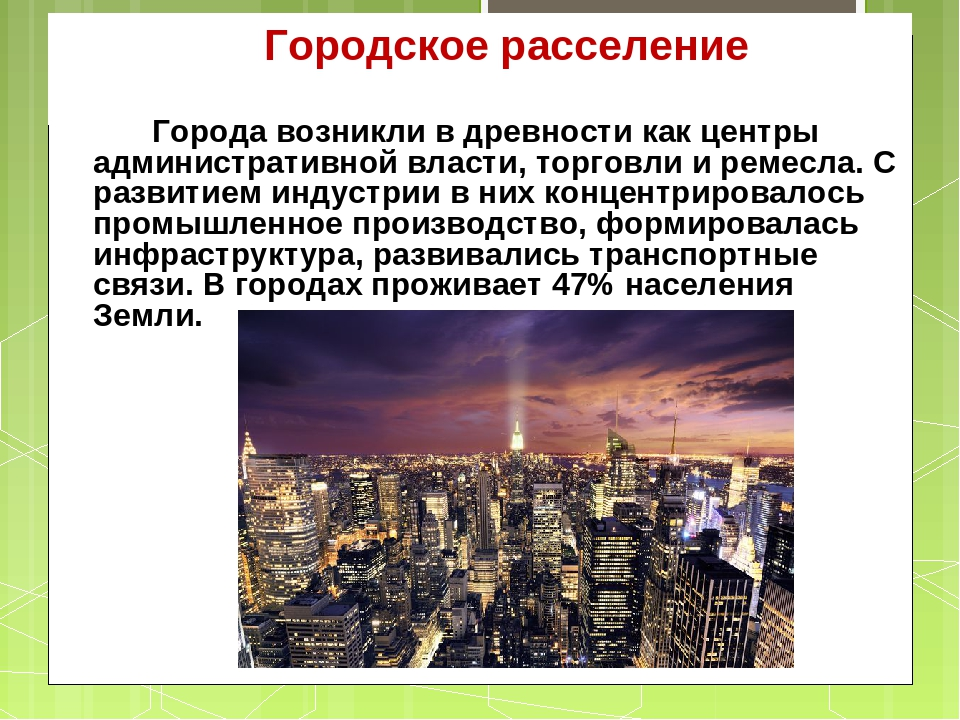 Городское расселение
Города возникли в древности как центры
административной власти, торговли и ремесла. С
развитием индустрии в них концентрировалось
промышленное производство, формировалась
инфраструктура, развивались транспортные
связи. В городах проживает 47% населения
Земли.